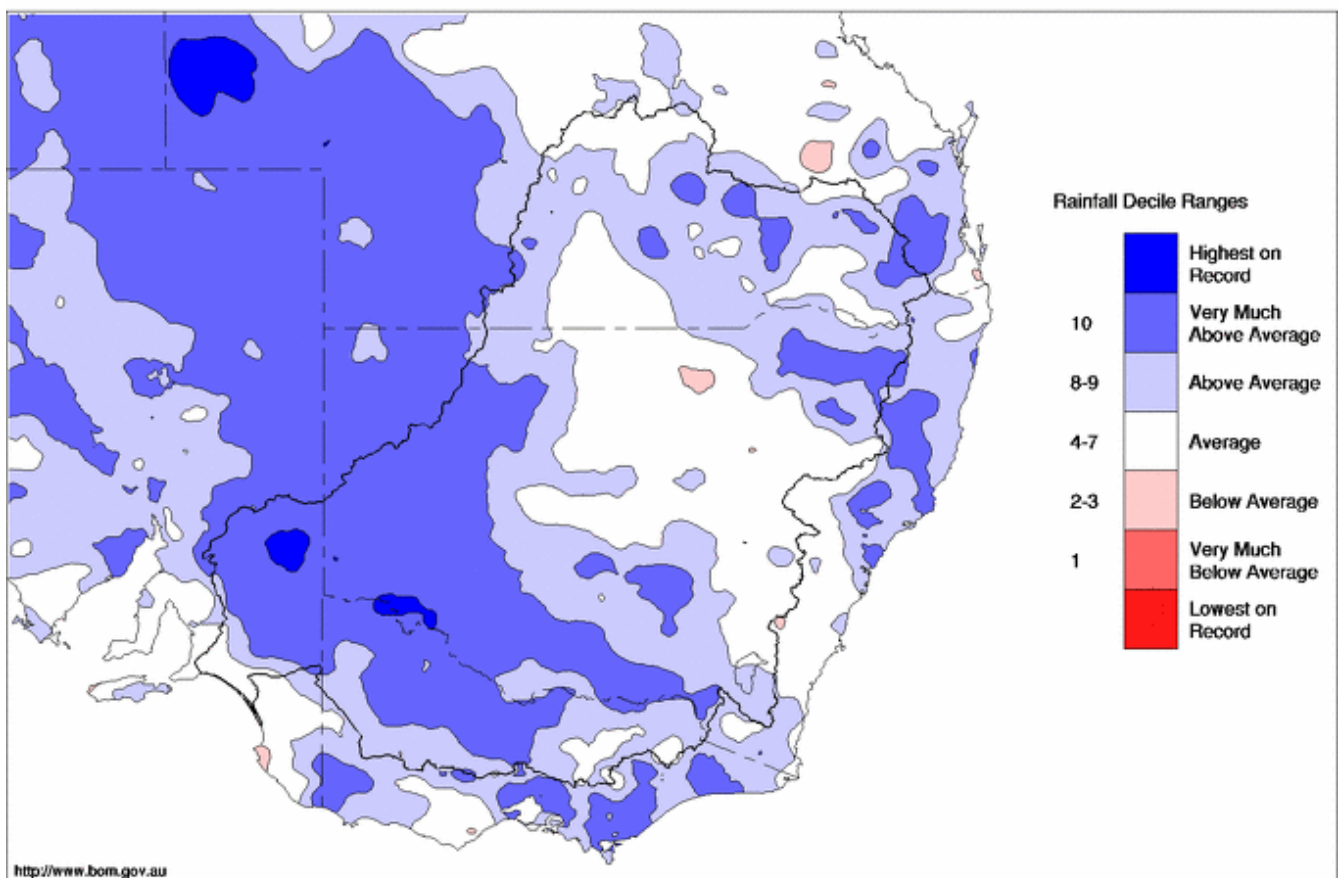 Rainfall Decile Ranges
Highest on
Record
10
Very Much
Above Average
8-9
Above Average
4-7
Average
2-3
Below Average
1
Very Much
Below Average
Lowest on
Record
http://www.bom.gov.au